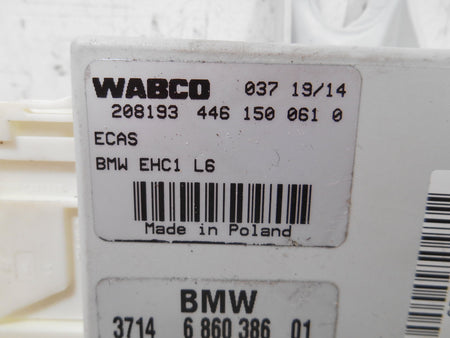 WABCO 037 19/14
208193 446 150 061 0
ECAS
BMW EHC1 L6
Made in Poland
BMW
3714 6 860 386 01